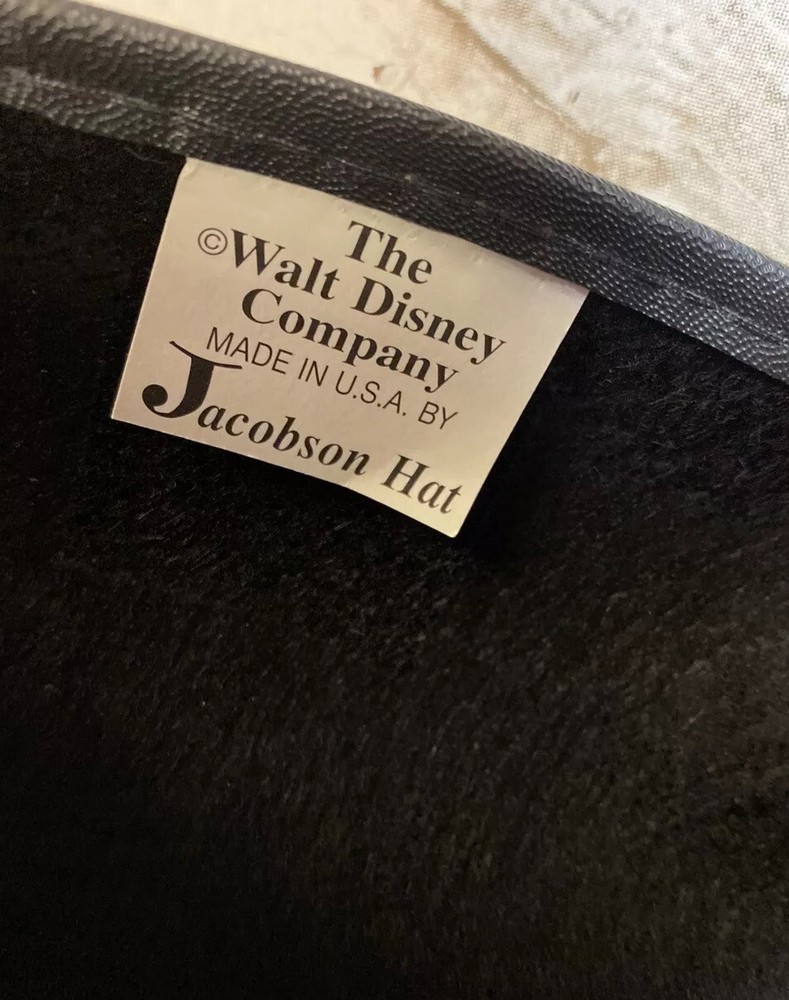 The
©Walt Disney
Company
MADE IN U.S.A. BY
Jacobson Hat